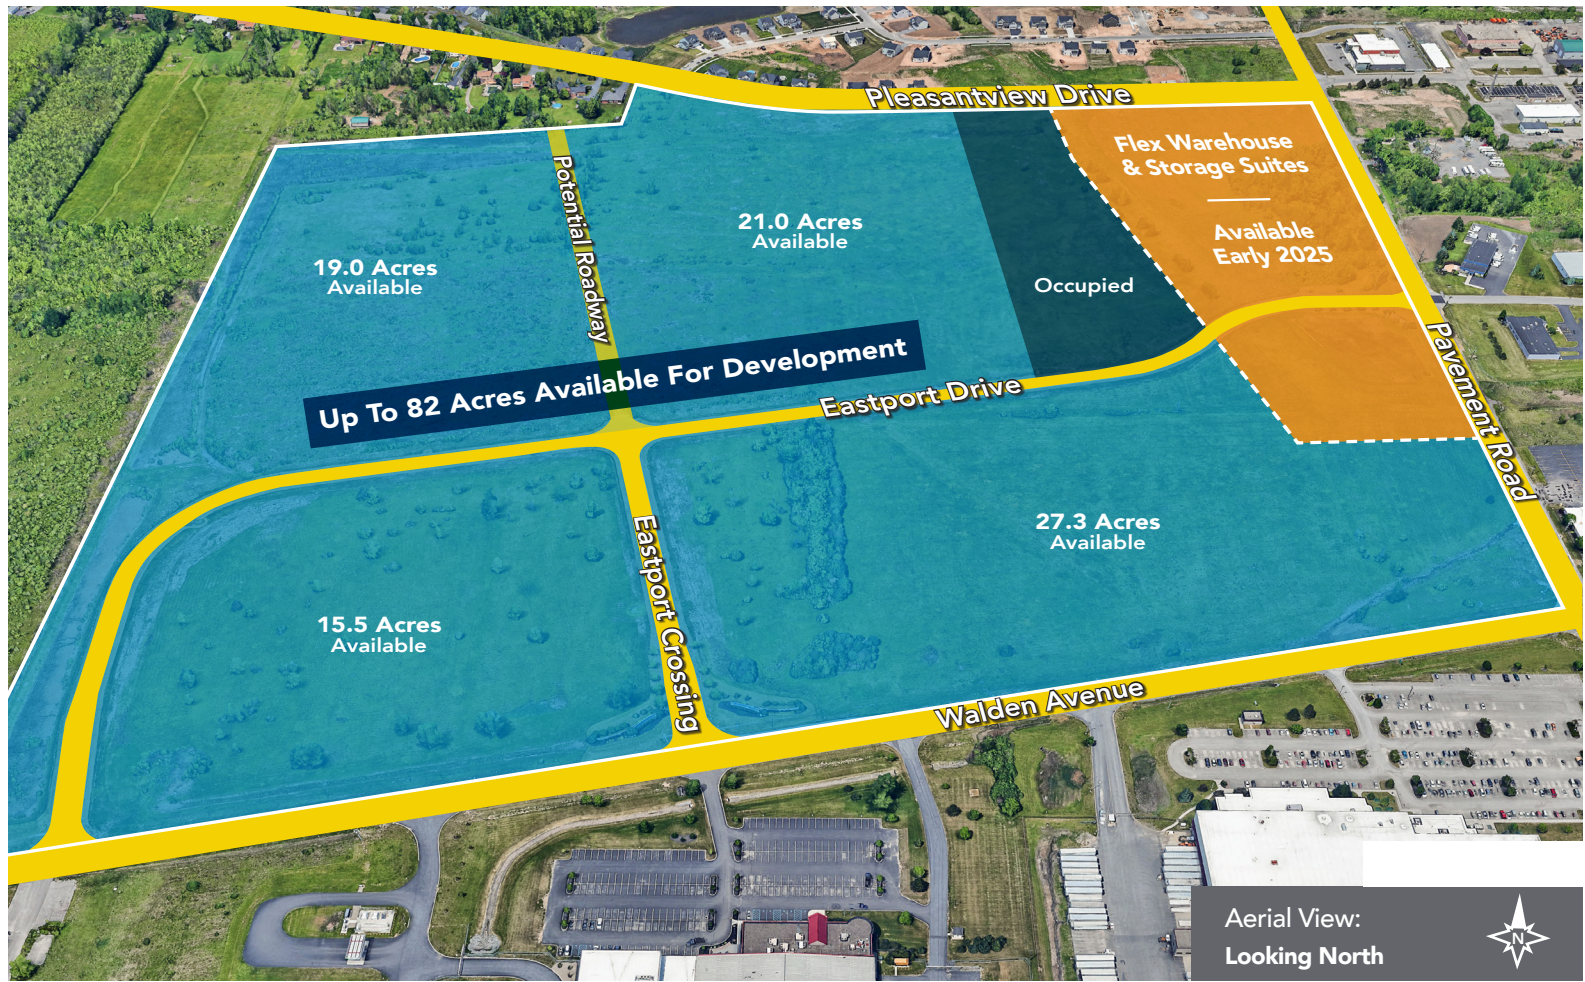 Pleasantview Drive
Flex Warehouse
& Storage Suites
Available
Early 2025
Potential Roadway
21.0 Acres
Available
19.0 Acres
Available
Occupied
Up To 82 Acres Available For Development
Eastport Drive
Pavement Road
27.3 Acres
Available
Eastport Crossing
15.5 Acres
Available
Walden Avenue
Aerial View:
Looking North
N